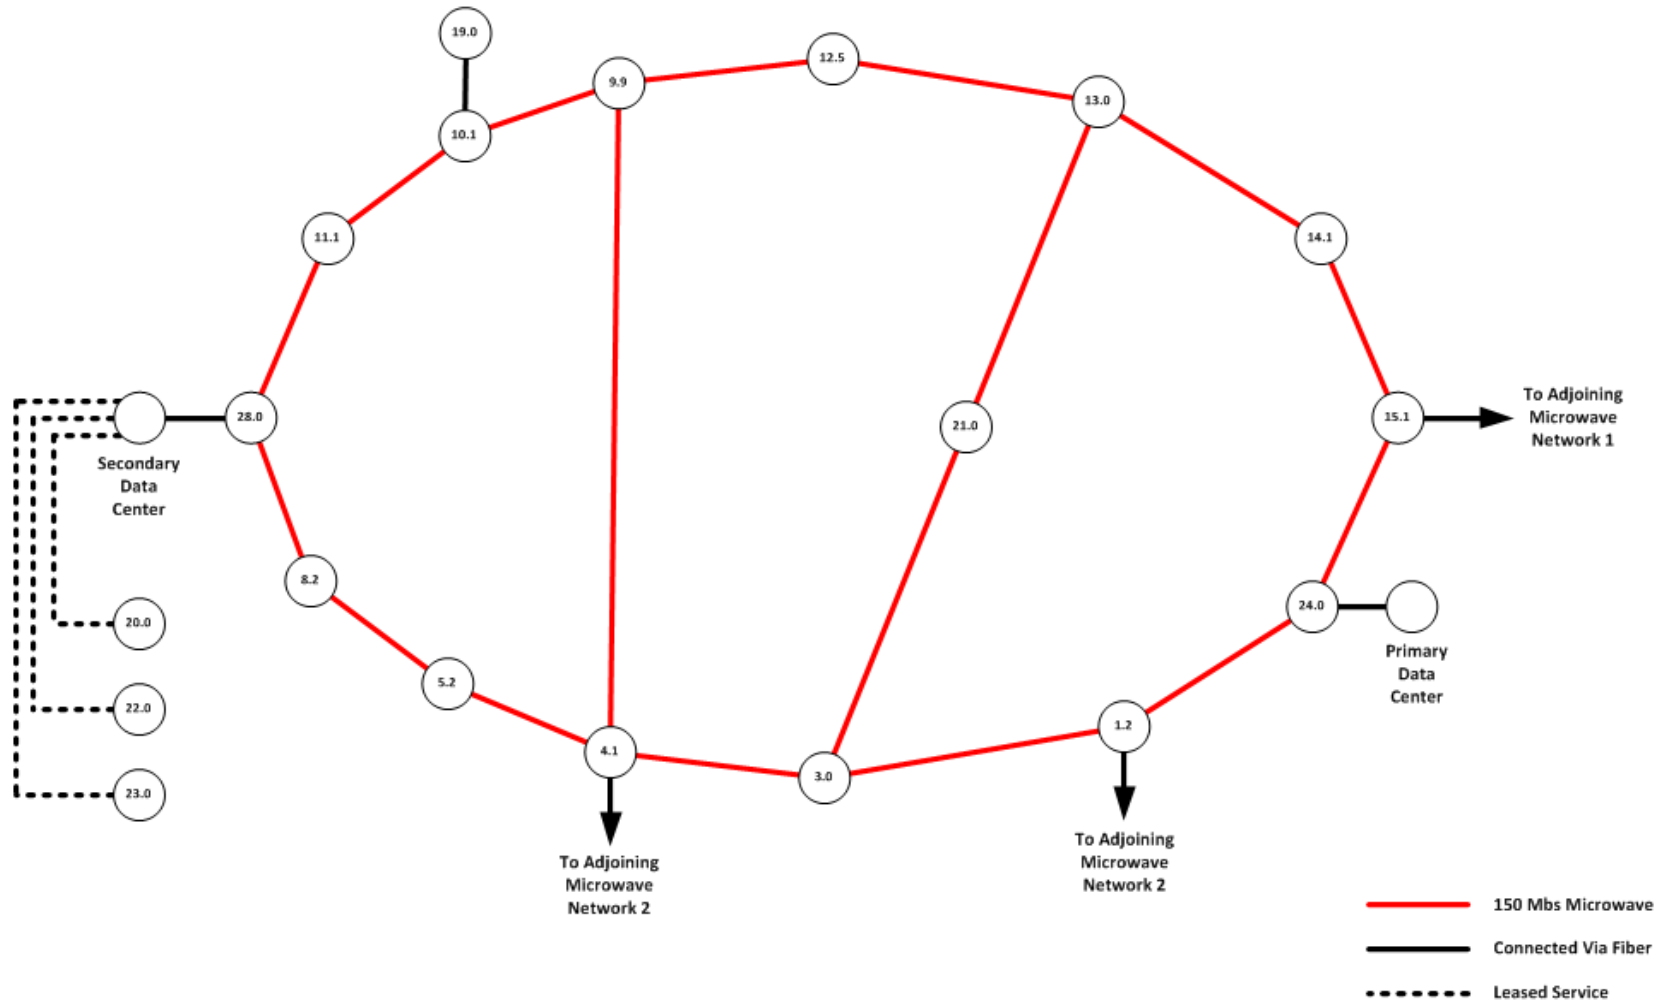 19.0
12.5
9.9
13.0
10.1
11.1
14.1
To Adjoining
Microwave
Network 1
28.0
15.1
21.0
Secondary
Data
Center
8.2
24.0
20.0
Primary
Data
Center
5.2
22.0
1.2
4.1
3.0
23.0
To Adjoining
Microwave
Network 2
To Adjoining
Microwave
Network 2
150 Mbs Microwave
Connected Via Fiber
Leased Service